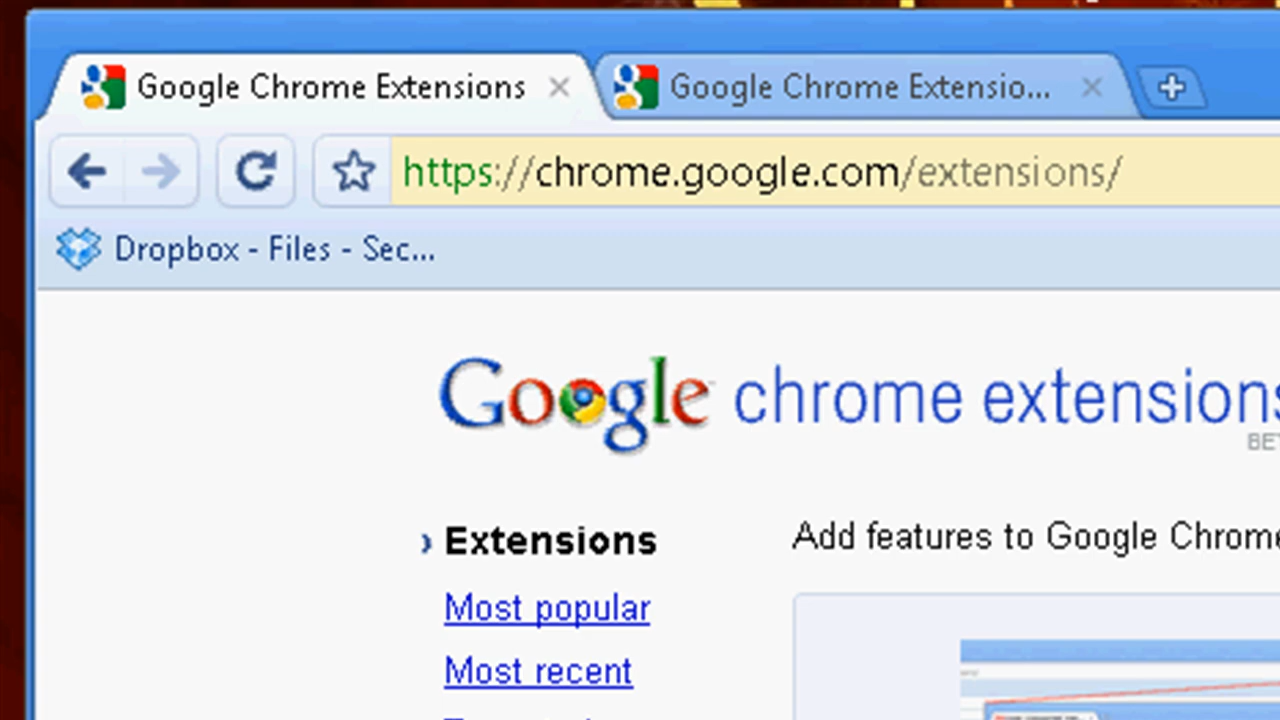 Google Chrome Extensions
Google Chrome Extensio...
https://chrome.google.com/extensions/
Dropbox - Files - Sec...
Google chrome extensions
Extensions
Add features to Google Chrome
Most popular
Most recent